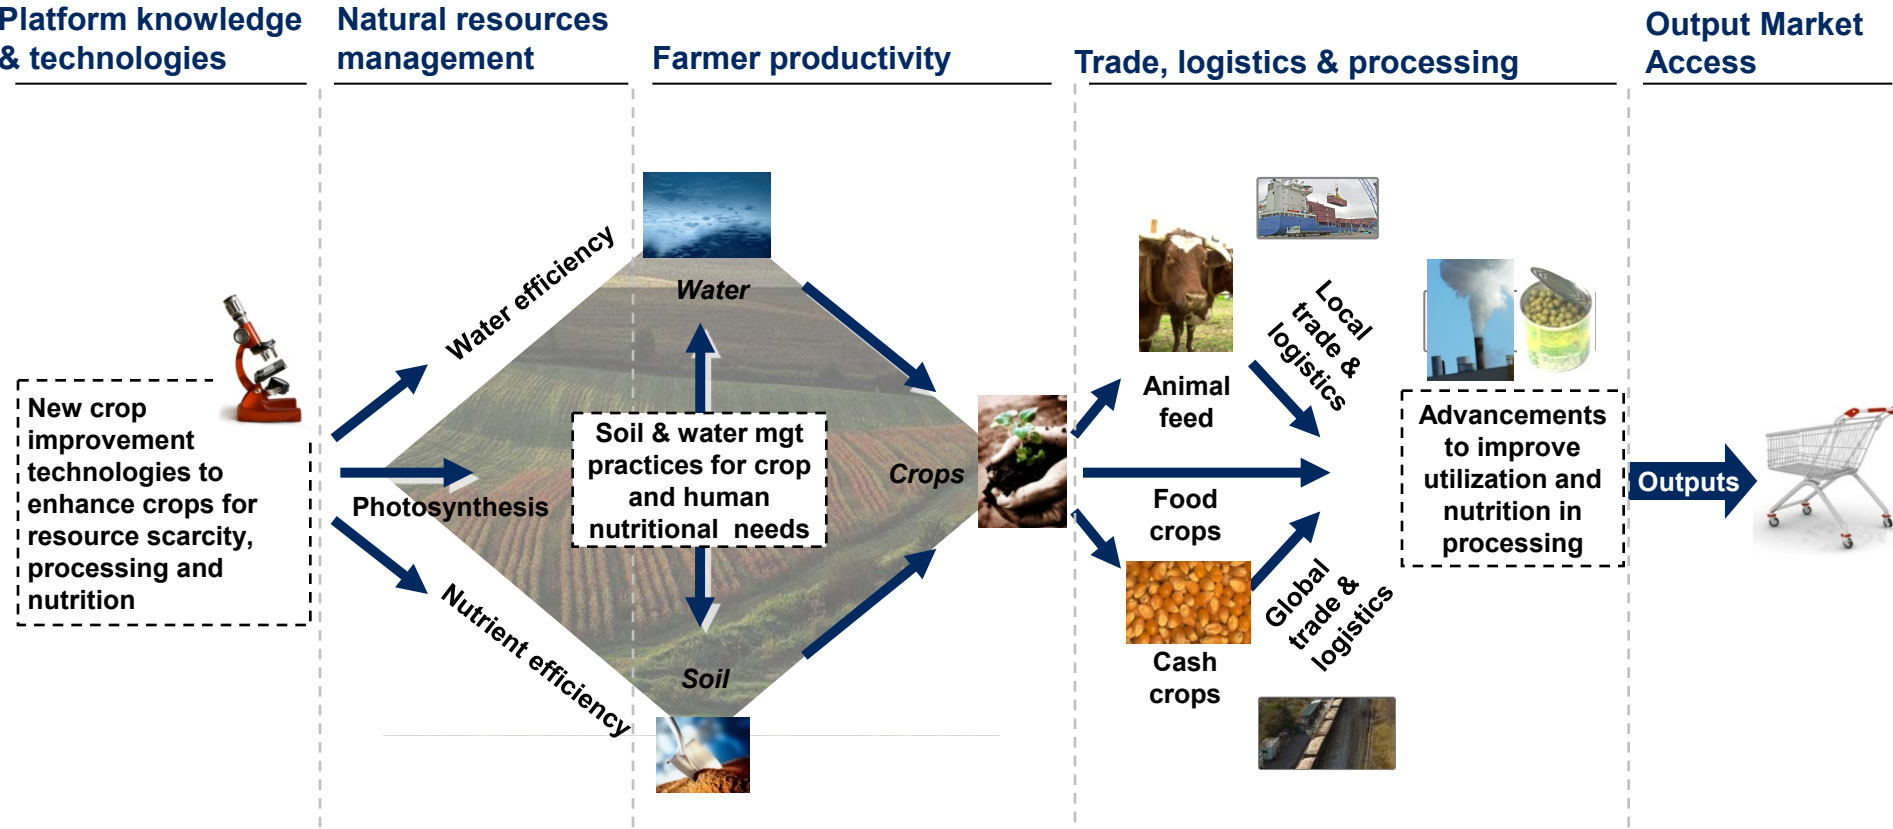 Platform knowledge
& technologies
Natural resources
management
Farmer productivity
Trade, logistics & processing
Output Market
Access
New crop
improvement
technologies to
enhance crops for
resource scarcity,
processing and
nutrition
Water efficiency
Photosynthesis
Nutrient efficiency
Water
Soil & water mgt
practices for crop
and human
nutritional needs
Soil
Crops
Animal
feed
Food
crops
Cash
crops
Local
trade &
logistics
Global
trade &
logistics
Advancements
to improve
utilization and
nutrition in
processing
Outputs